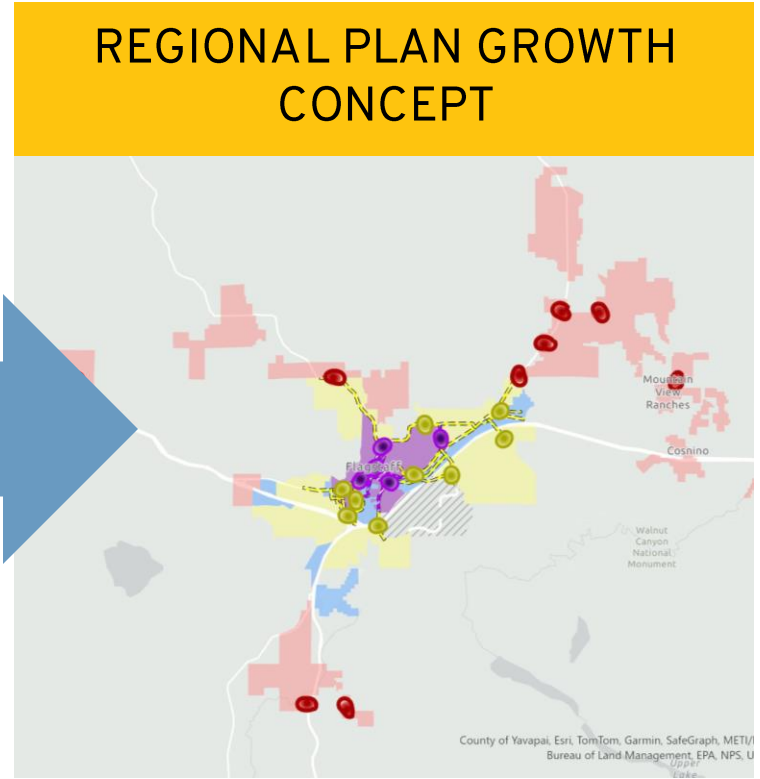 REGIONAL PLAN GROWTH
CONCEPT
Mountain
View
Ranches
Flagstaff
Cosnino
Walnut
Canyon
National
Monument
County of Yavapai, Esri, TomTom, Garmin, SafeGraph, METI/
Bureau of Land Management, EPA, NPS, U
Upper
Lake